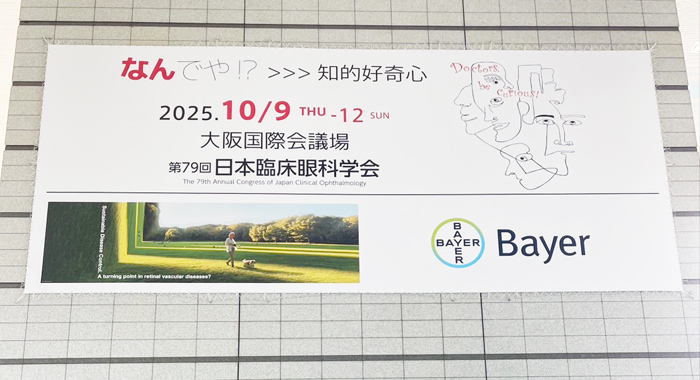 なんでや!? >>> 知的好奇心
Doctors,
be
Curious!
2025.10/9 THU -12 SUN
大阪国際会議場
第79回 日本臨床眼科学会
The 79th Annual Congress of Japan Clinical Ophthalmology
Sustainable Disease Control.
A turning point in retinal vascular diseases?
BAYER
BAYER
Bayer